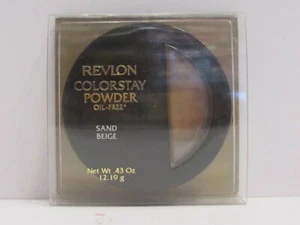 REVLON
COLORSTAY
POWDER
OIL-FREE*
SAND
BEIGE
Net Wt .43 Oz
12.19 g